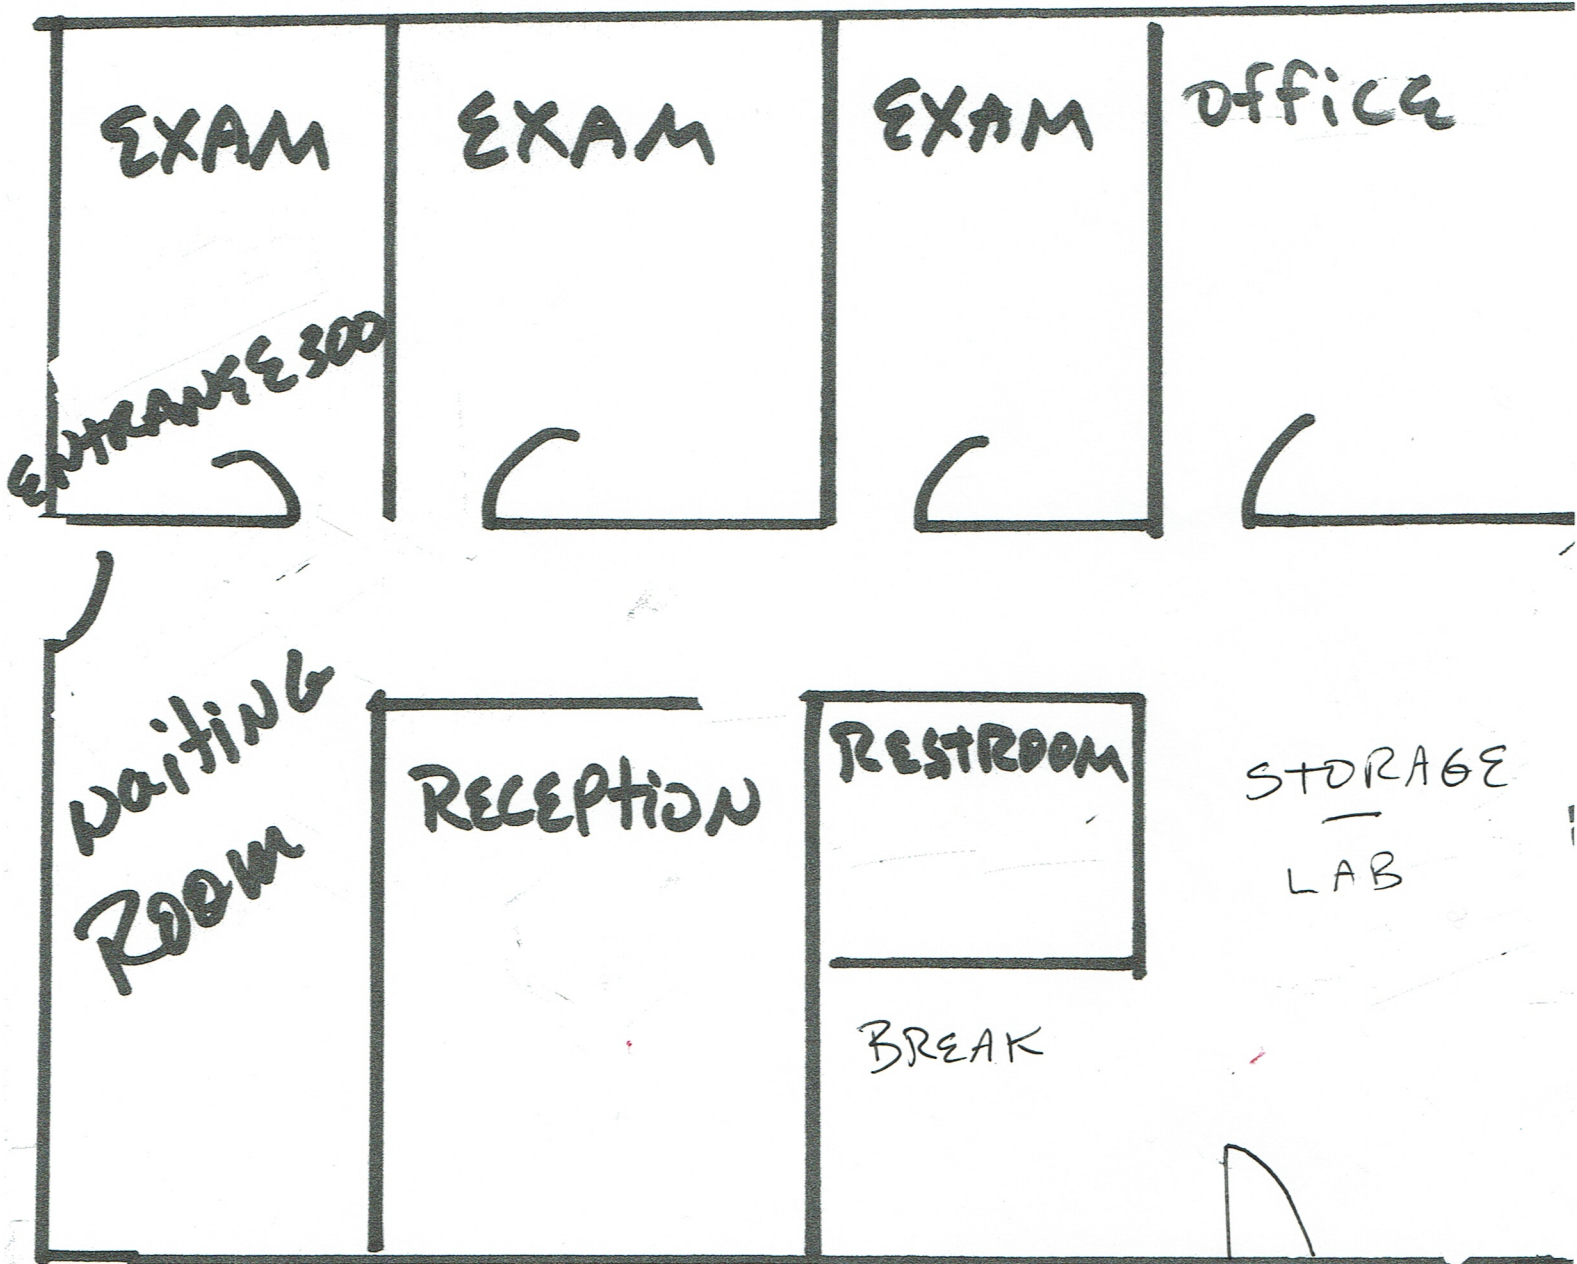 EXAM
EXAM
EXAM
Office
ENTRANCE 300
Waiting
Room
RECEPTION
RESTROOM
STORAGE
—
LAB
BREAK